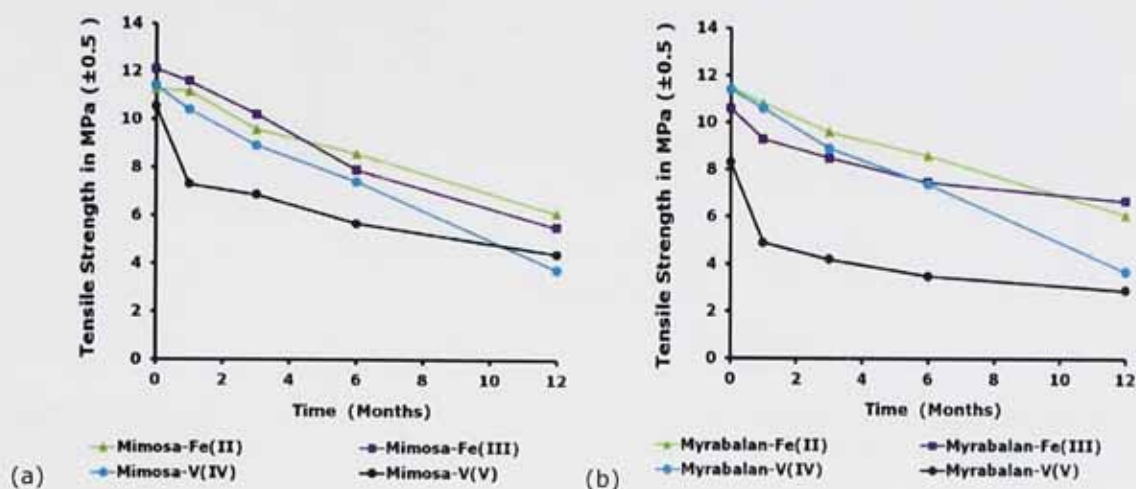 Tensile Strength in MPa (±0.5 )
14
12
10
8
6
4
2
0
0 2 4 6 8 10 12
Time (Months)
Mimosa-Fe(II) Mimosa-Fe(III)
Mimosa-V(IV) Mimosa-V(V)
(a)
Tensile Strength in MPa (±0.5 )
14
12
10
8
6
4
2
0
0 2 4 6 8 10 12
Time (Months)
Myrabalan-Fe(II) Myrabalan-Fe(III)
Myrabalan-V(IV) Myrabalan-V(V)
(b)